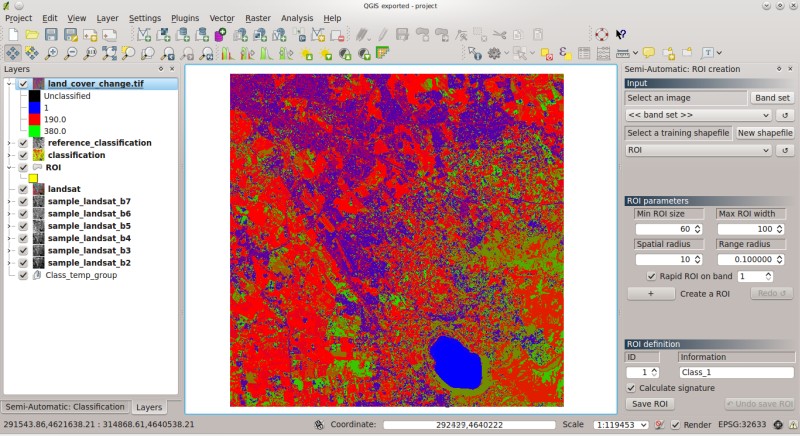 QGIS exported - project
Project Edit View Layer Settings Plugins Vector Raster Analysis Help
Layers
land_cover_change.tif
Unclassified
1
190.0
380.0
reference_classification
classification
ROI
landsat
sample_landsat_b7
sample_landsat_b6
sample_landsat_b5
sample_landsat_b4
sample_landsat_b3
sample_landsat_b2
Class_temp_group
Semi-Automatic: Classification Layers
Semi-Automatic: ROI creation
Input
Select an image Band set
<< band set >>
Select a training shapefile New shapefile
ROI
ROI parameters
Min ROI size Max ROI width
60 100
Spatial radius Range radius
10 0.100000
Rapid ROI on band 1
+ Create a ROI Redo
ROI definition
ID Information
1 Class_1
Calculate signature
Save ROI Undo save ROI
291543.86,4621638.21 : 314868.61,4640538.21 Coordinate: 292429,4640222 Scale 1:119453 Render EPSG:32633